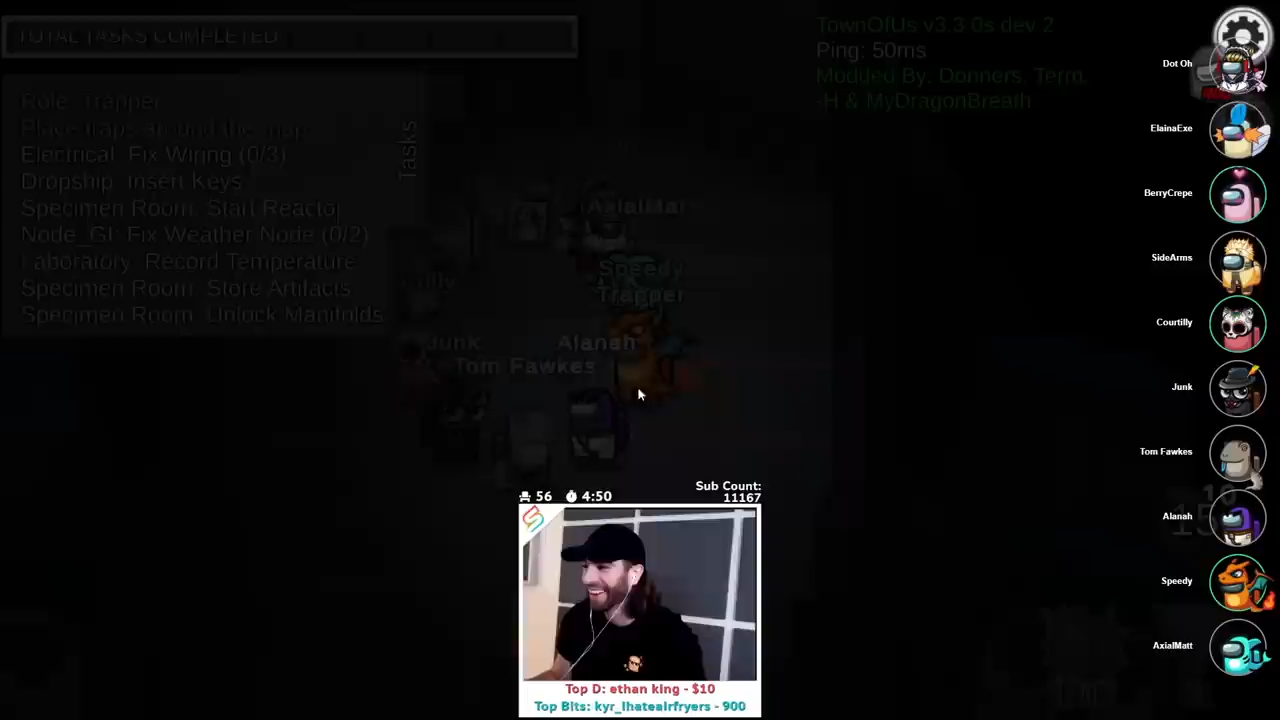 TOTAL TASKS COMPLETED
Role: Trapper
Place traps around the map
Electrical: Fix Wiring (0/3)
Dropship: Insert Keys
Specimen Room: Start Reactor
Node_GI: Fix Weather Node (0/2)
Laboratory: Record Temperature
Specimen Room: Store Artifacts
Specimen Room: Unlock Manifolds
Tasks
TownOfUs v3.3.0s dev 2
Ping: 50ms
Modded By: Donners, Term,
-H & MyDragonBreath
AxialMat
Speedy
Trapper
Junk
Alanah
Tom Fawkes
Dot Oh
ElainaExe
BerryCrepe
SideArms
Courtilly
Junk
Tom Fawkes
Alanah
Speedy
AxialMatt
56
4:50
Sub Count:
11167
Top D: ethan king - $10
Top Bits: kyr_ihateairfryers - 900